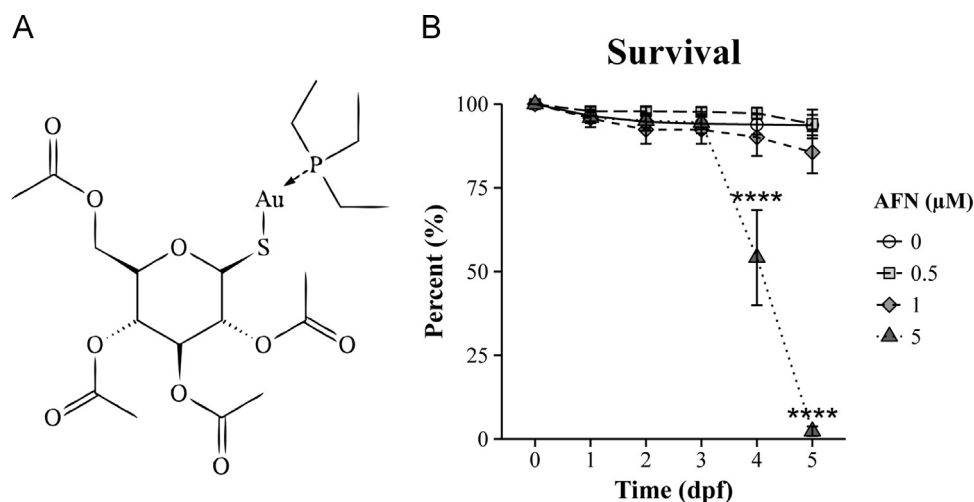 A
O
O
O
O
O
O
O
O
O
S
Au
P
B
Survival
Percent (%)
100
75
50
25
0
****
****
0 1 2 3 4 5
Time (dpf)
AFN (μM)
0
0.5
1
5